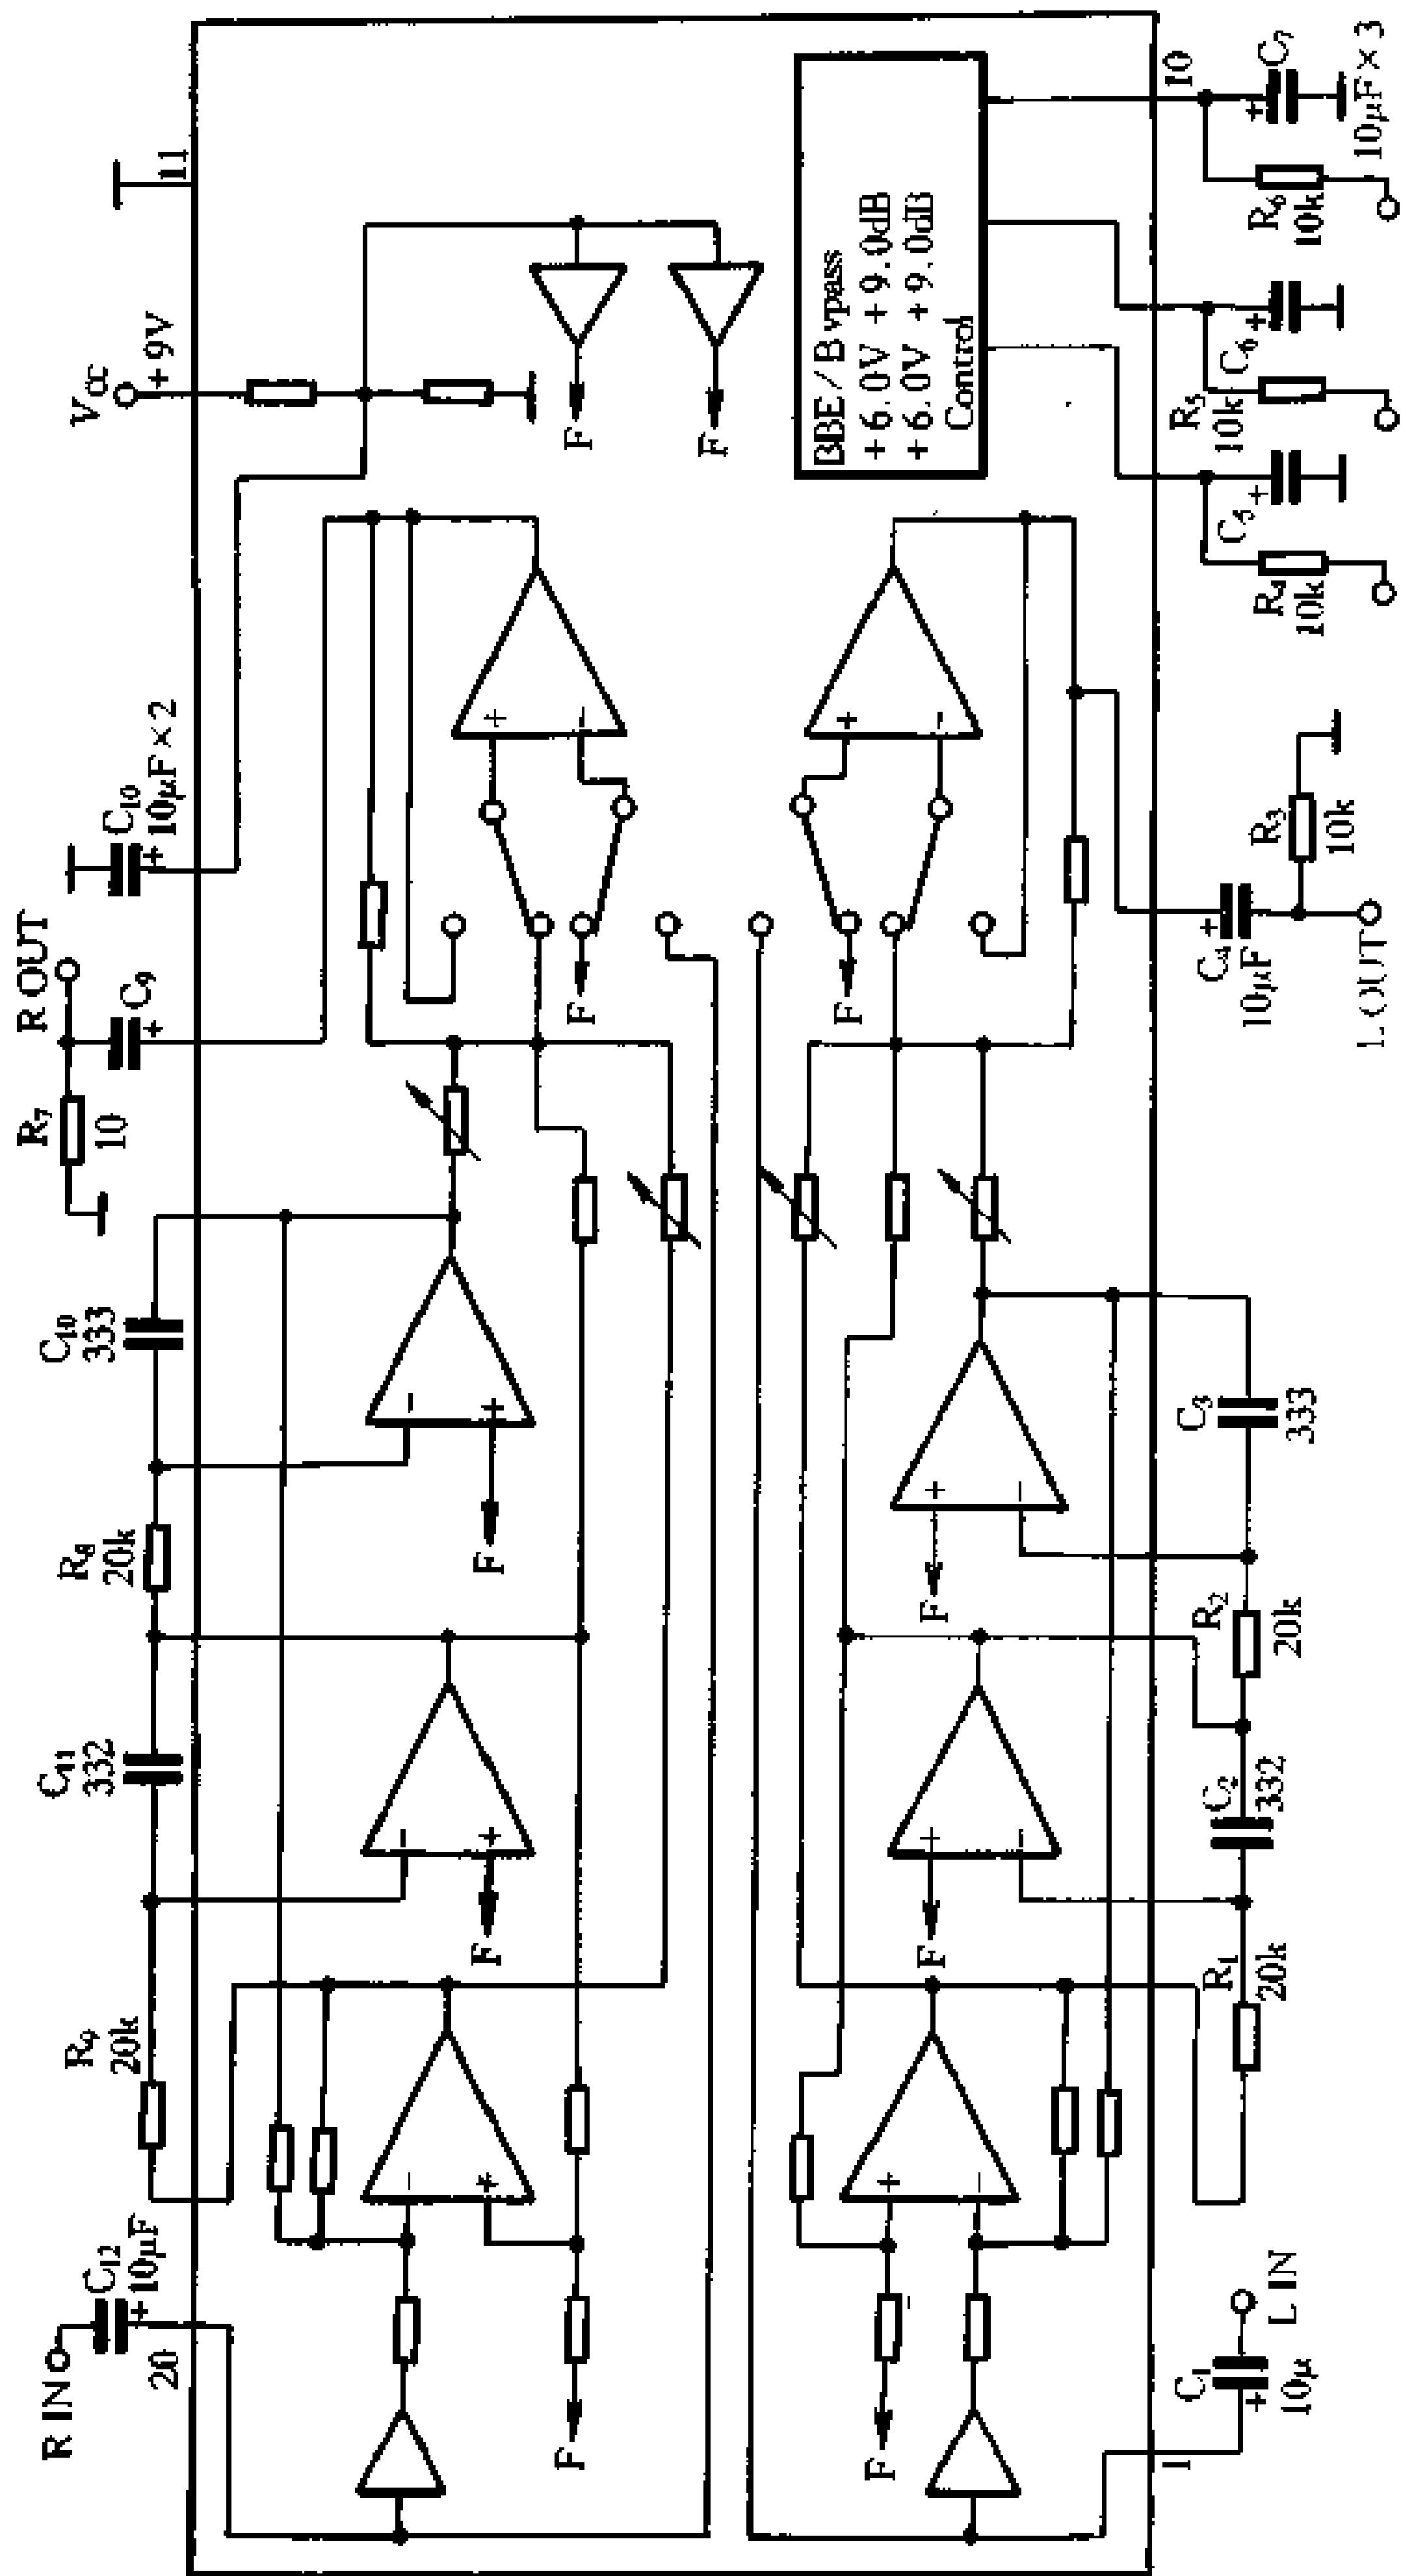 R IN
C12
10μF
20
R9
20k
C11
332
R8
20k
C10
333
R7
10
R OUT
C9
C10
10μF×2
Vcc
+9V
11
F
F
F
F
F
F
F
F
F
F
F
BBE/Bvpass
+6.0V +9.0dB
+6.0V +9.0dB
Control
1
C1
10μ
L IN
R1
20k
C2
332
R2
20k
C3
333
C4
10μF
L OUT
R3
10k
R4
10k
C5
R5
10k
C6
R6
10k
10
C7
10μF×3